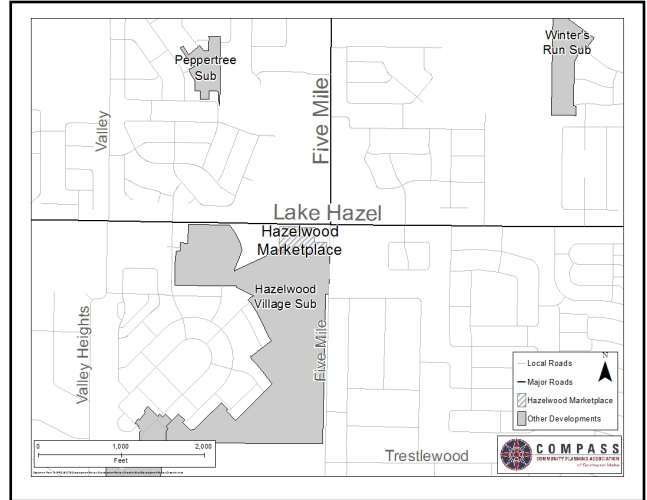 Winter's
Run Sub
Peppertree
Sub
Valley
Five Mile
Lake Hazel
Hazelwood
Marketplace
Hazelwood
Village Sub
Valley Heights
Five Mile
N
Local Roads
Major Roads
Hazelwood Marketplace
Other Developments
0 1,000 2,000
Feet
Trestlewood
COMPASS
COMMUNITY PLANNING ASSOCIATION
of Southwest Idaho